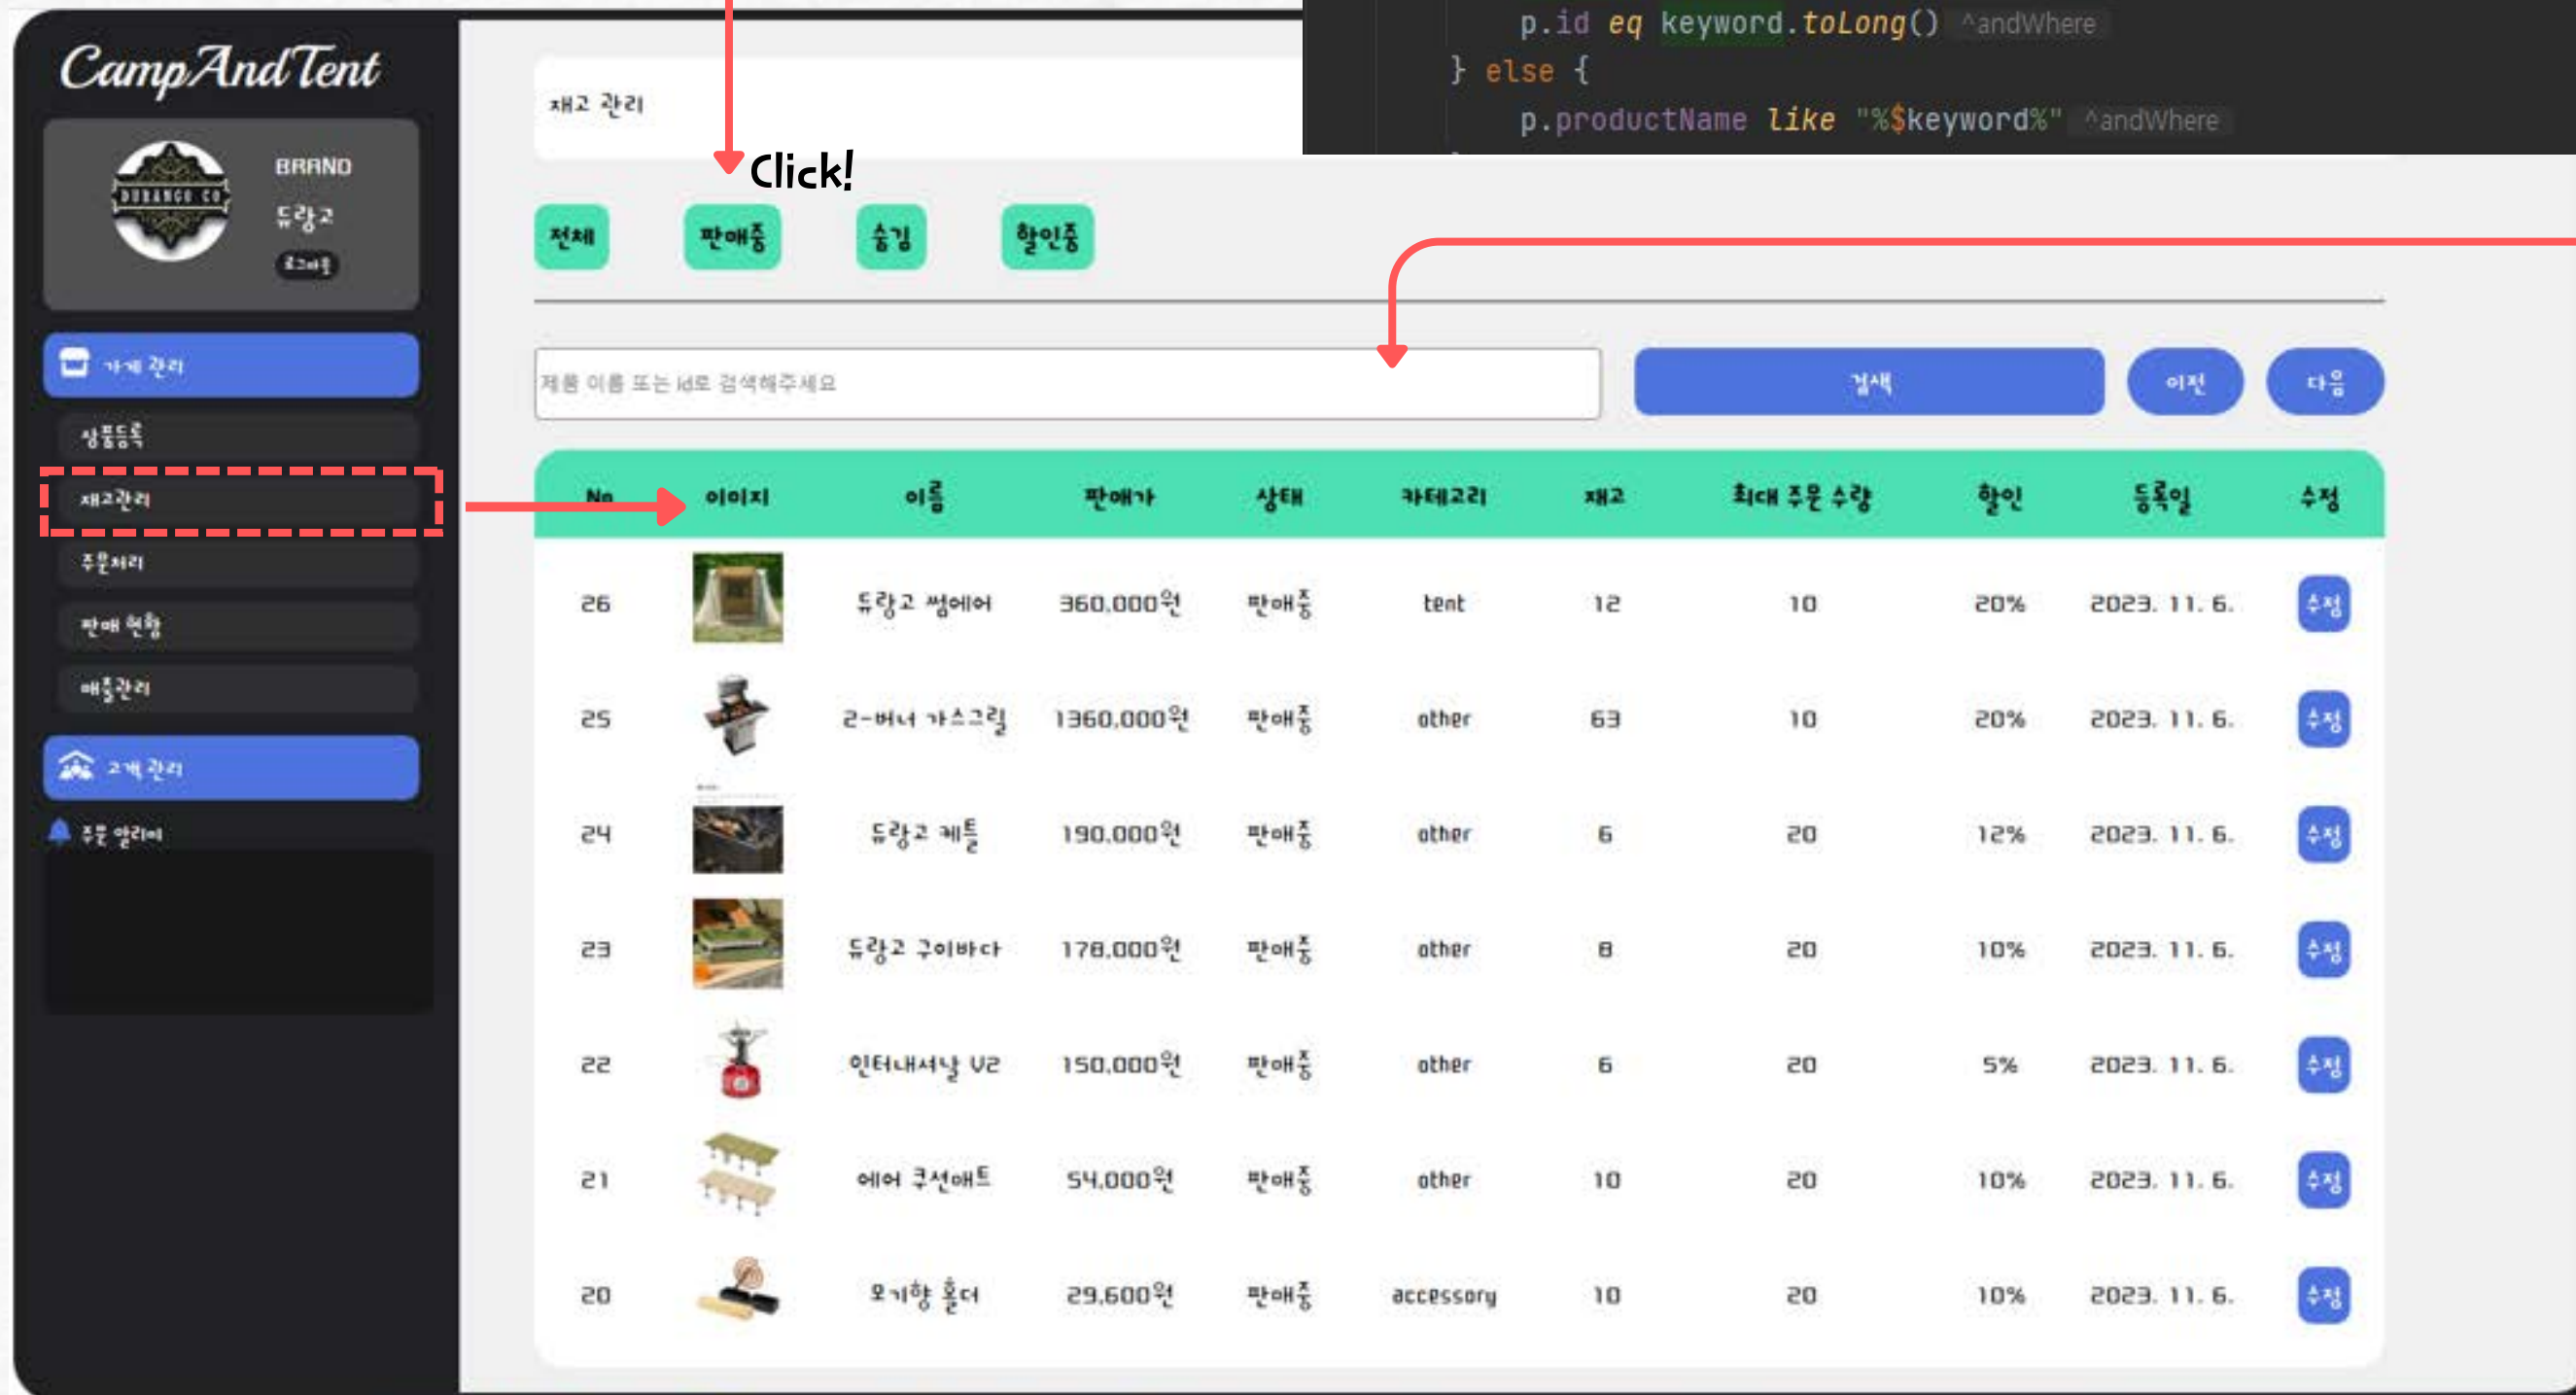 p.id eq keyword.toLong() ^andWhere
} else {
p.productName like "%$keyword%" ^andWhere
CampAndTent
DURANGO CO
BRAND
듀랑고
로그아웃
가게 관리
상품등록
재고관리
주문처리
판매 현황
매출관리
고객 관리
주문 알리미
재고 관리
Click!
전체 판매중 숨김 할인중
제품 이름 또는 id로 검색해주세요 검색 이전 다음
No 이미지 이름 판매가 상태 카테고리 재고 최대 주문 수량 할인 등록일 수정
26 듀랑고 썸에어 360,000원 판매중 tent 12 10 20% 2023. 11. 6. 수정
25 2-버너 가스그릴 1360,000원 판매중 other 63 10 20% 2023. 11. 6. 수정
24 듀랑고 케틀 190,000원 판매중 other 6 20 12% 2023. 11. 6. 수정
23 듀랑고 구이바다 178,000원 판매중 other 8 20 10% 2023. 11. 6. 수정
22 인터내셔날 V2 150,000원 판매중 other 6 20 5% 2023. 11. 6. 수정
21 에어 쿠션매트 54,000원 판매중 other 10 20 10% 2023. 11. 6. 수정
20 모기향 홀더 29,600원 판매중 accessory 10 20 10% 2023. 11. 6. 수정